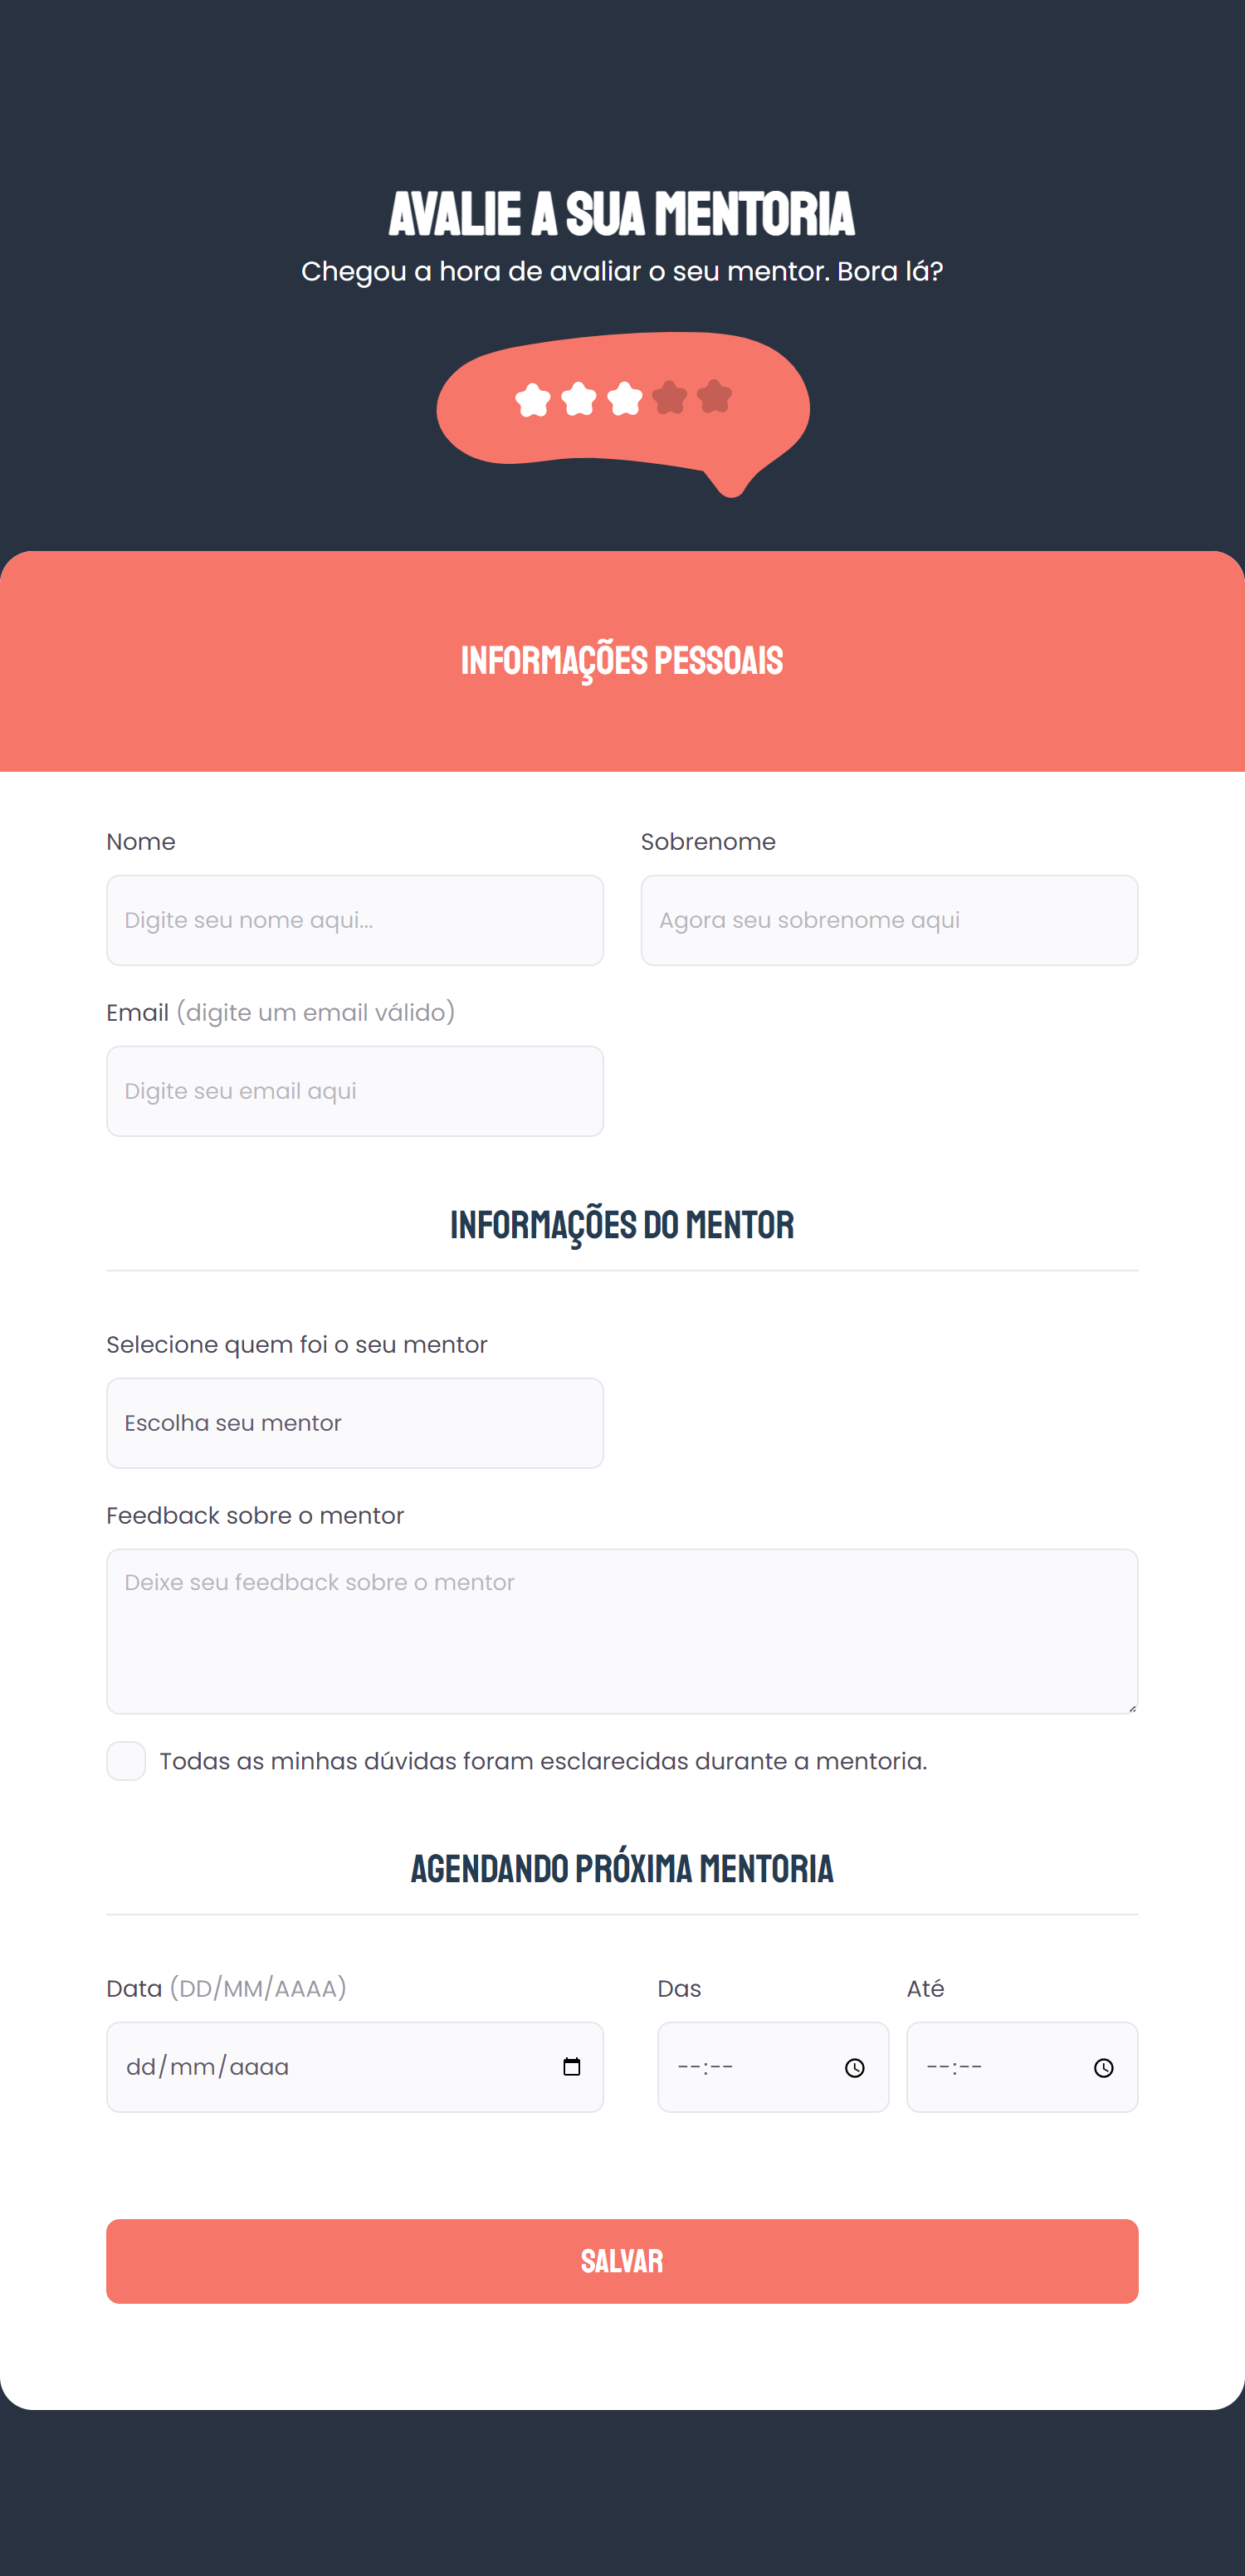 AVALIE A SUA MENTORIA
Chegou a hora de avaliar o seu mentor. Bora lá?
INFORMAÇÕES PESSOAIS
Nome
Sobrenome
Digite seu nome aqui...
Agora seu sobrenome aqui
Email (digite um email válido)
Digite seu email aqui
INFORMAÇÕES DO MENTOR
Selecione quem foi o seu mentor
Escolha seu mentor
Feedback sobre o mentor
Deixe seu feedback sobre o mentor
Todas as minhas dúvidas foram esclarecidas durante a mentoria.
AGENDANDO PRÓXIMA MENTORIA
Data (DD/MM/AAAA)
Das
Até
dd/mm/aaaa
--:--
--:--
SALVAR